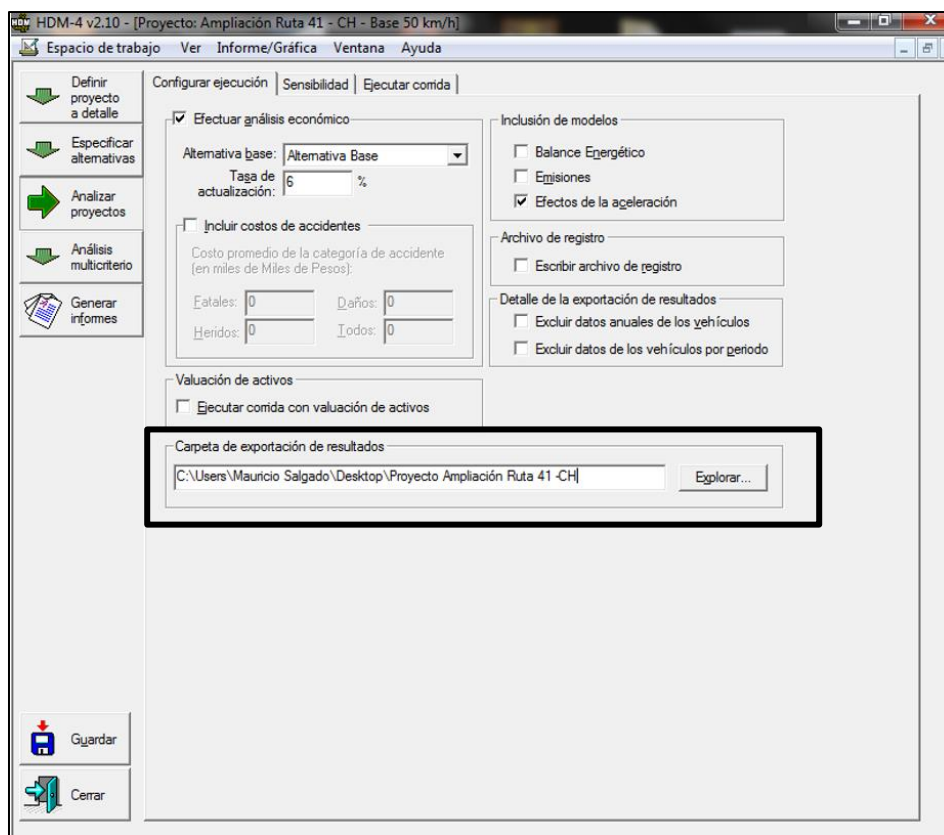 HDM-4 v2.10 - [Proyecto: Ampliación Ruta 41 - CH - Base 50 km/h]
Espacio de trabajo Ver Informe/Gráfica Ventana Ayuda
Definir
proyecto
a detalle
Especificar
alternativas
Analizar
proyectos
Análisis
multicriterio
Generar
informes
Guardar
Cerrar
Configurar ejecución Sensibilidad Ejecutar corrida
Efectuar análisis económico
Alternativa base: Alternativa Base
Tasa de
actualización: 6 %
Incluir costos de accidentes
Costo promedio de la categoría de accidente
(en miles de Miles de Pesos):
Fatales: 0 Daños: 0
Heridos: 0 Todos: 0
Valuación de activos
Ejecutar corrida con valuación de activos
Inclusión de modelos
Balance Energético
Emisiones
Efectos de la aceleración
Archivo de registro
Escribir archivo de registro
Detalle de la exportación de resultados
Excluir datos anuales de los vehículos
Excluir datos de los vehículos por periodo
Carpeta de exportación de resultados
C:\Users\Mauricio Salgado\Desktop\Proyecto Ampliación Ruta 41 -CH
Explorar...